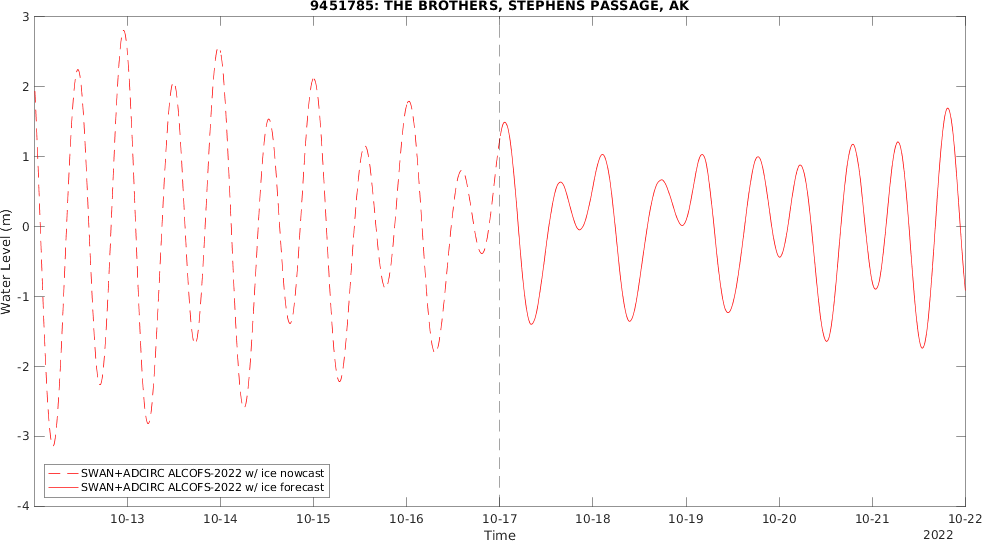 9451785: THE BROTHERS, STEPHENS PASSAGE, AK
3
2
1
0
-1
-2
-3
-4
Water Level (m)
SWAN+ADCIRC ALCOFS-2022 w/ ice nowcast
SWAN+ADCIRC ALCOFS-2022 w/ ice forecast
10-13 10-14 10-15 10-16 10-17 10-18 10-19 10-20 10-21 10-22
Time
2022